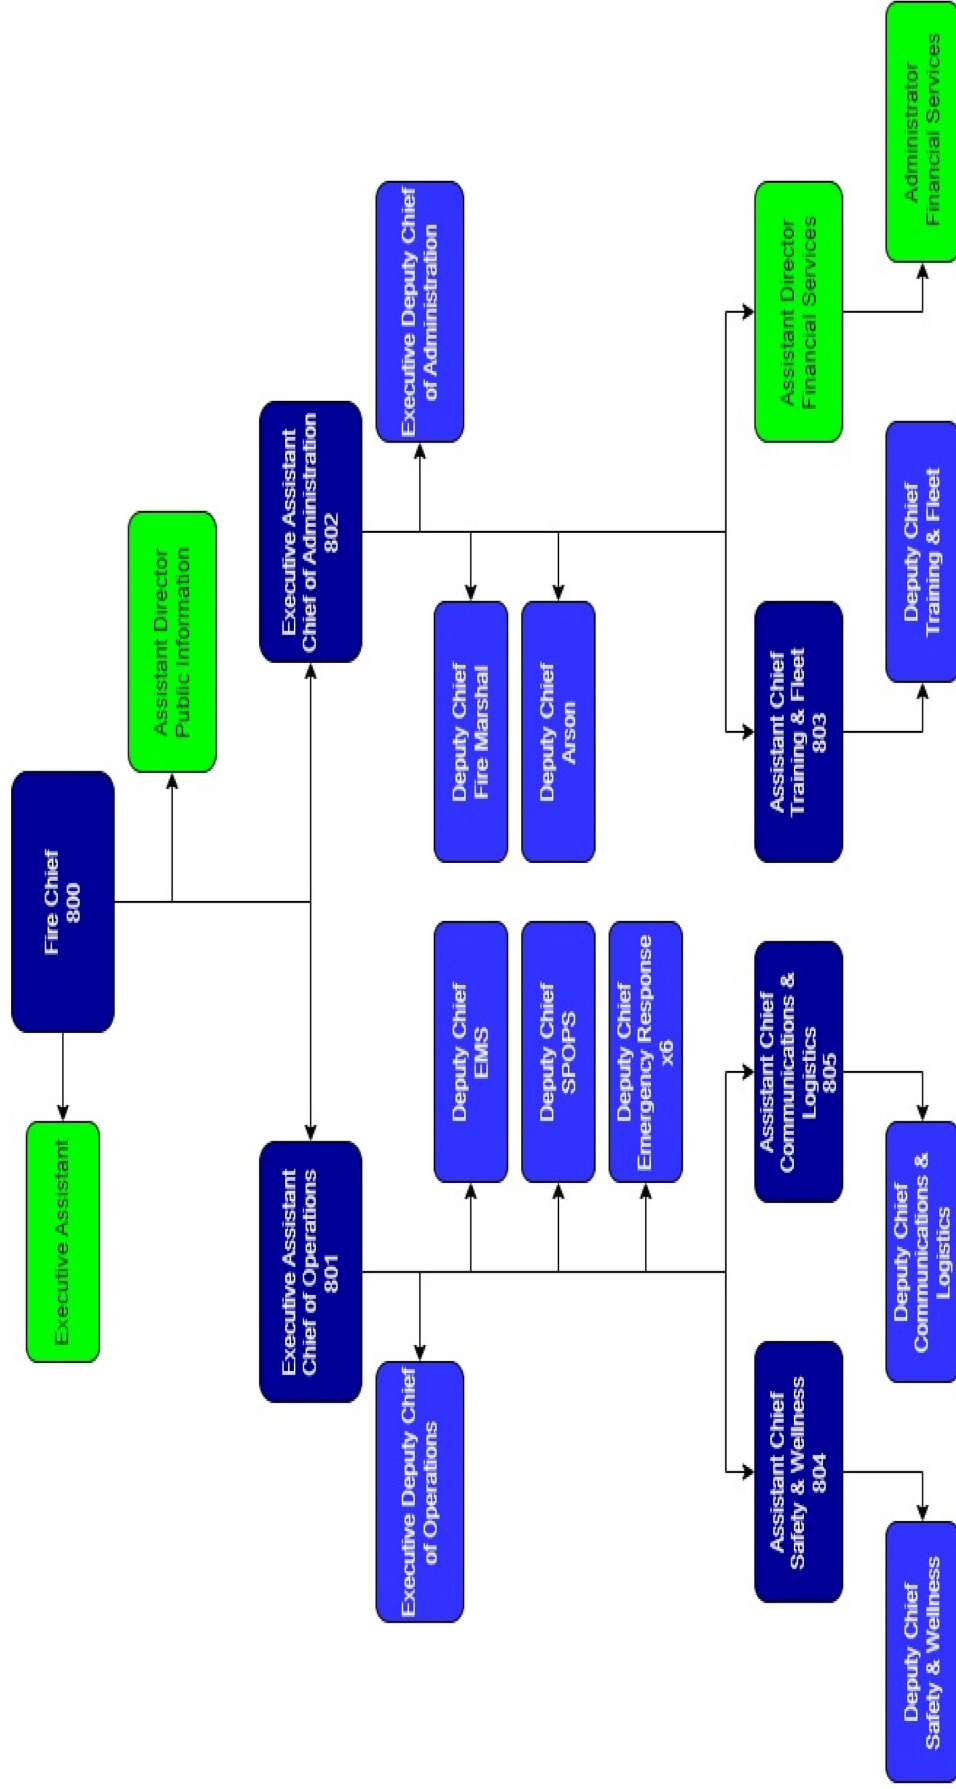 Fire Chief
800
Executive Assistant
Assistant Director
Public Information
Executive Assistant
Chief of Operations
801
Executive Assistant
Chief of Administration
802
Executive Deputy Chief
of Operations
Executive Deputy Chief
of Administration
Deputy Chief
EMS
Deputy Chief
Fire Marshal
Deputy Chief
SPOPS
Deputy Chief
Arson
Deputy Chief
Emergency Response
x6
Assistant Chief
Safety & Wellness
804
Assistant Chief
Communications &
Logistics
805
Assistant Chief
Training & Fleet
803
Assistant Director
Financial Services
Deputy Chief
Safety & Wellness
Deputy Chief
Communications &
Logistics
Deputy Chief
Training & Fleet
Administrator
Financial Services